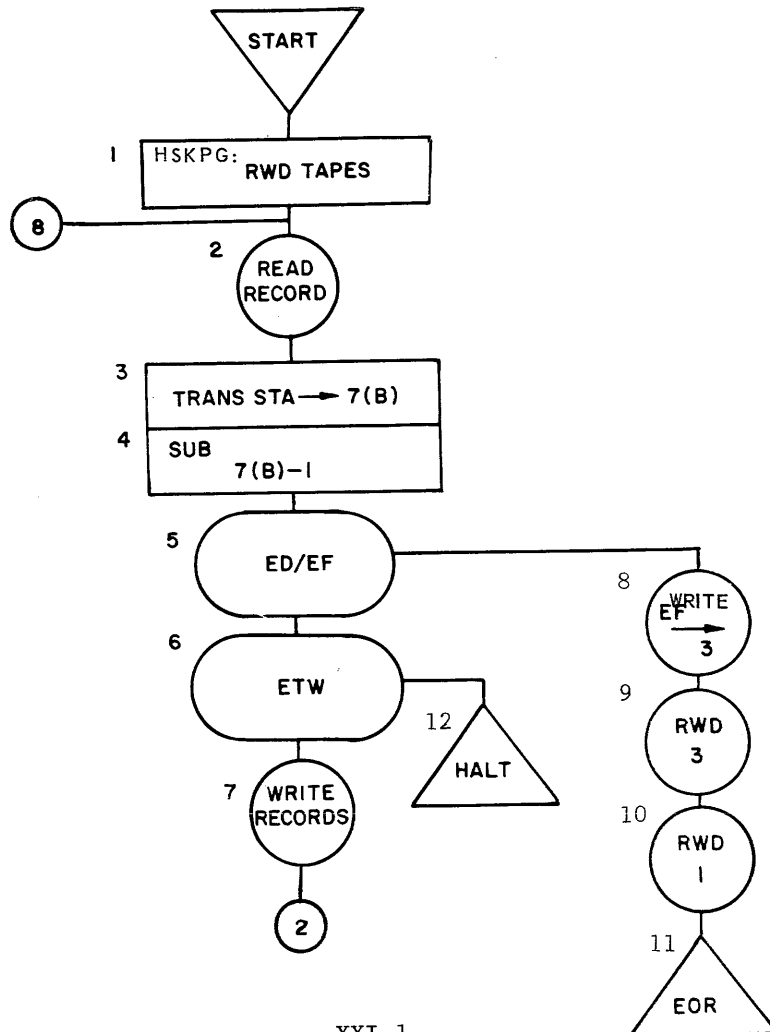 START
1
HSKPG:
RWD TAPES
8
2
READ
RECORD
3
TRANS STA → 7(B)
4
SUB
7(B)-1
5
ED/EF
6
ETW
12
HALT
7
WRITE
RECORDS
2
8
WRITE
EF →
3
9
RWD
3
10
RWD
1
11
EOR
XXI-1